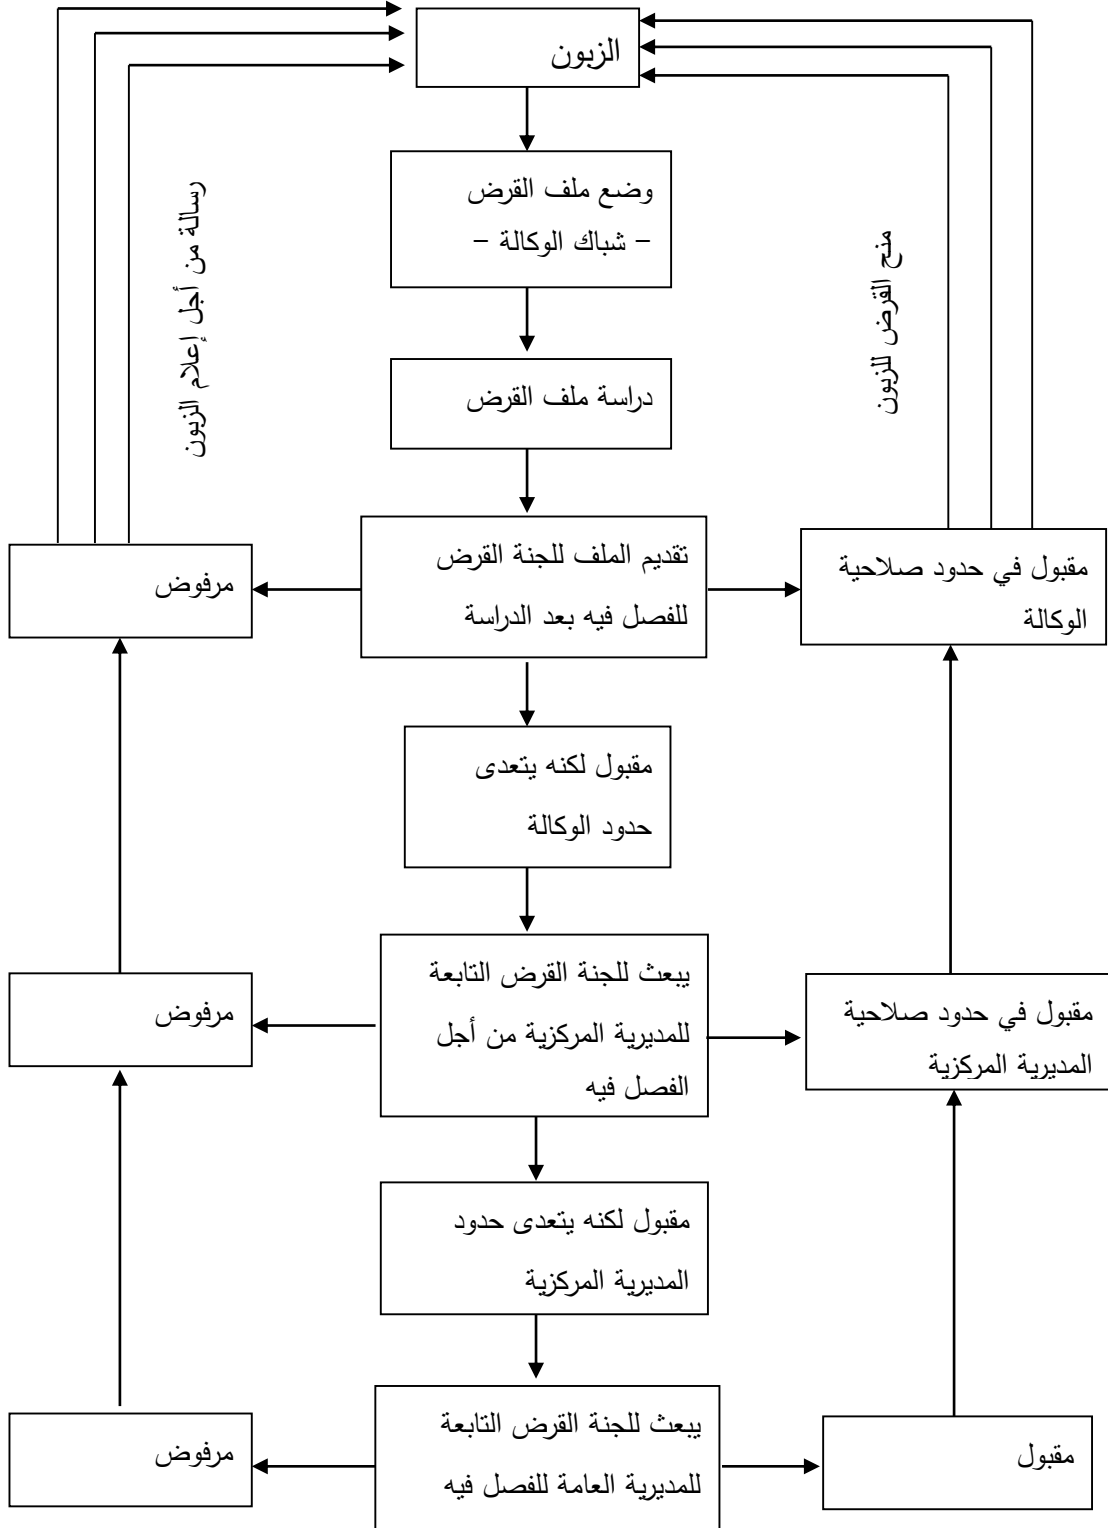 الزبون
وضع ملف القرض
– شباك الوكالة –
رسالة من أجل إعلام الزبون
منح القرض للزبون
دراسة ملف القرض
تقديم الملف للجنة القرض
للفصل فيه بعد الدراسة
مقبول في حدود صلاحية
الوكالة
مرفوض
مقبول لكنه يتعدى
حدود الوكالة
يبعث للجنة القرض التابعة
للمديرية المركزية من أجل
الفصل فيه
مقبول في حدود صلاحية
المديرية المركزية
مرفوض
مقبول لكنه يتعدى حدود
المديرية المركزية
يبعث للجنة القرض التابعة
للمديرية العامة للفصل فيه
مقبول
مرفوض